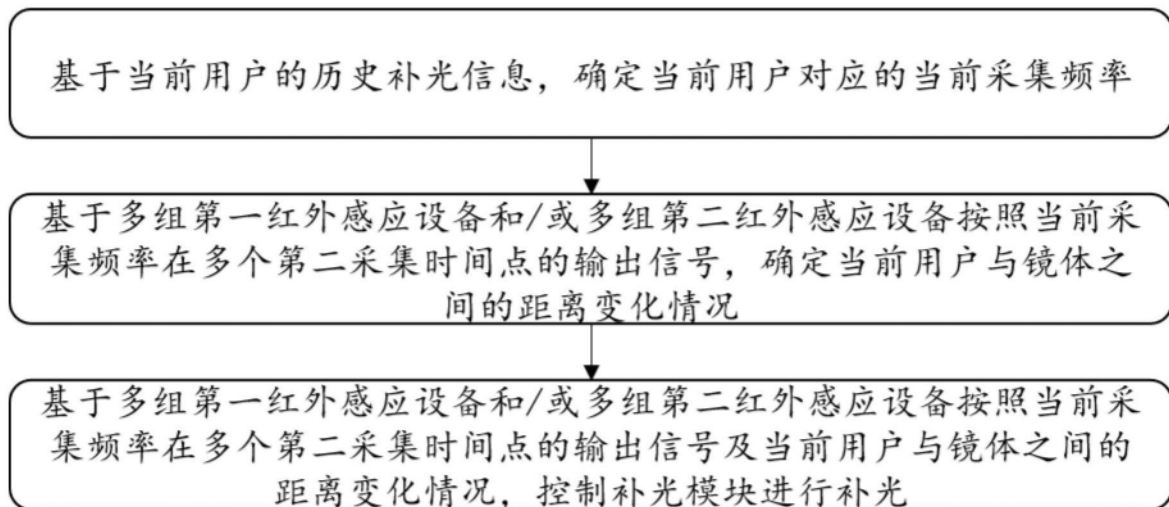 基于当前用户的历史补光信息，确定当前用户对应的当前采集频率
基于多组第一红外感应设备和/或多组第二红外感应设备按照当前采
集频率在多个第二采集时间点的输出信号，确定当前用户与镜体之
间的距离变化情况
基于多组第一红外感应设备和/或多组第二红外感应设备按照当前采
集频率在多个第二采集时间点的输出信号及当前用户与镜体之间的
距离变化情况，控制补光模块进行补光